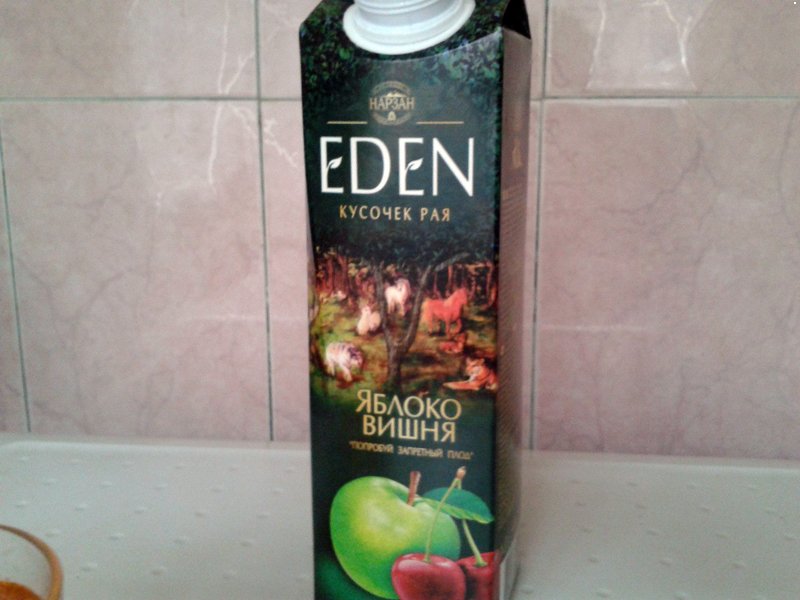 НАРЗАН
EDEN
КУСОЧЕК РАЯ
ЯБЛОКО
ВИШНЯ
"ПОПРОБУЙ ЗАПРЕТНЫЙ ПЛОД"